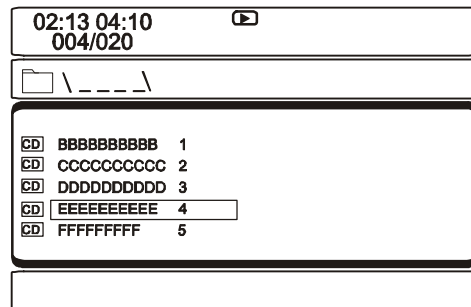 02:13 04:10
004/020
\ _ _ _ _ \
CD BBBBBBBBBB 1
CD CCCCCCCCCC 2
CD DDDDDDDDDD 3
CD EEEEEEEEEE 4
CD FFFFFFFFF 5